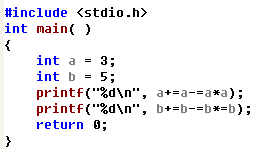 #include <stdio.h>
int main( )
{
    int a = 3;
    int b = 5;
    printf("%d\n", a+=a-=a*a);
    printf("%d\n", b+=b-=b*=b);
    return 0;
}